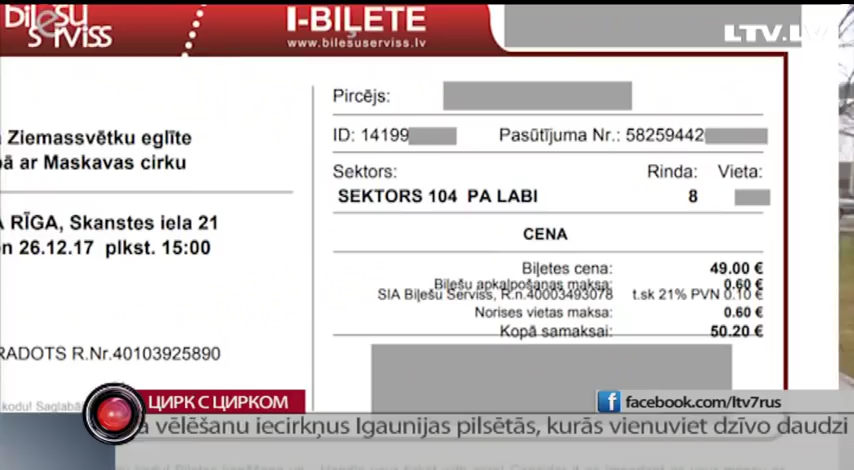 biļešu
serviss
I-BIĻETE
www.bilesuserviss.lv
LTV.LV
Ziemassvētku eglīte
ar Maskavas cirku
RĪGA, Skanstes iela 21
26.12.17 plkst. 15:00
R.Nr.40103925890
Pircējs:
ID: 14199 Pasūtījuma Nr.: 58259442
Sektors: Rinda: Vieta:
SEKTORS 104 PA LABI 8
CENA
Biļetes cena: 49.00 €
Biļešu apkalpošanas maksa: 0.60 €
SIA Biļešu Serviss, R.n.40003493078 t.sk 21% PVN 0.10 €
Norises vietas maksa: 0.60 €
Kopā samaksai: 50.20 €
ЦИРК С ЦИРКОМ
facebook.com/ltv7rus
vēlēšanu iecirkņus Igaunijas pilsētās, kurās vienuviet dzīvo daudzi